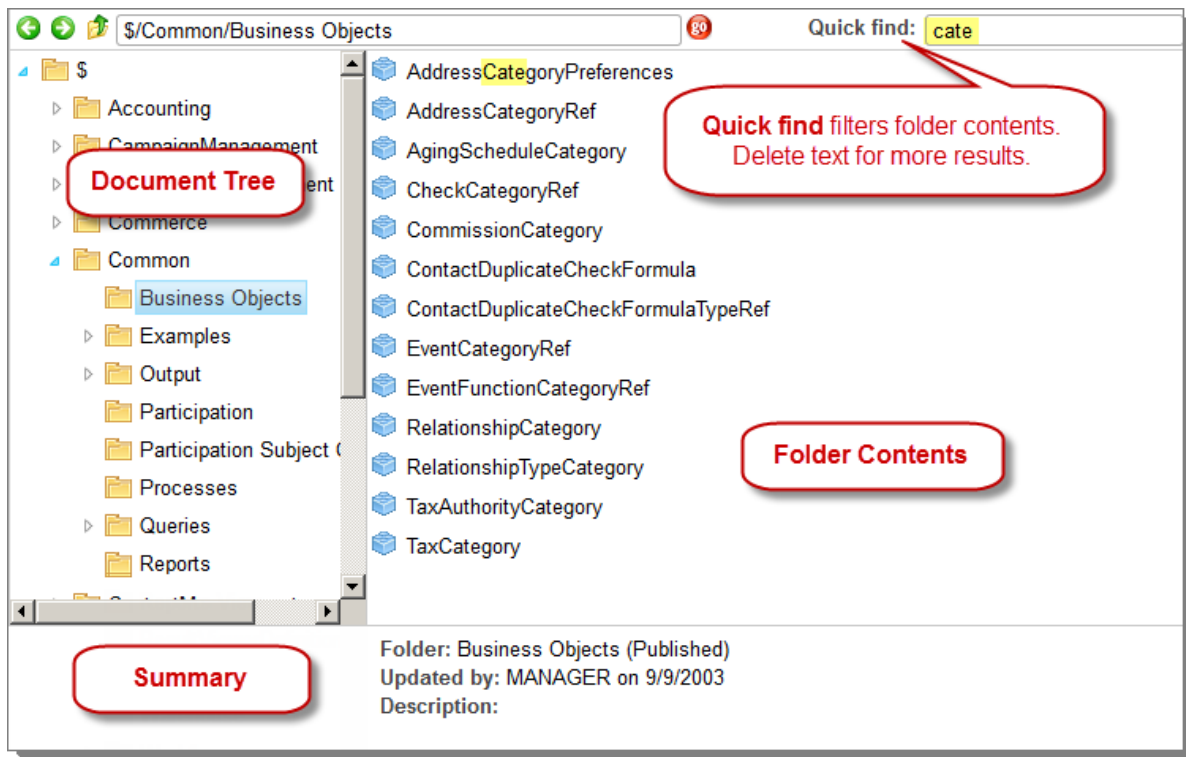 $/Common/Business Objects
go
Quick find: cate
$
Accounting
CampaignManagement
ent
Commerce
Common
Business Objects
Examples
Output
Participation
Participation Subject
Processes
Queries
Reports
Document Tree
AddressCategoryPreferences
AddressCategoryRef
AgingScheduleCategory
CheckCategoryRef
CommissionCategory
ContactDuplicateCheckFormula
ContactDuplicateCheckFormulaTypeRef
EventCategoryRef
EventFunctionCategoryRef
RelationshipCategory
RelationshipTypeCategory
TaxAuthorityCategory
TaxCategory
Quick find filters folder contents.
Delete text for more results.
Folder Contents
Summary
Folder: Business Objects (Published)
Updated by: MANAGER on 9/9/2003
Description: